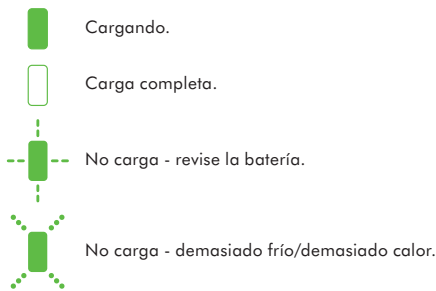 Cargando.
Carga completa.
No carga - revise la batería.
No carga - demasiado frío/demasiado calor.